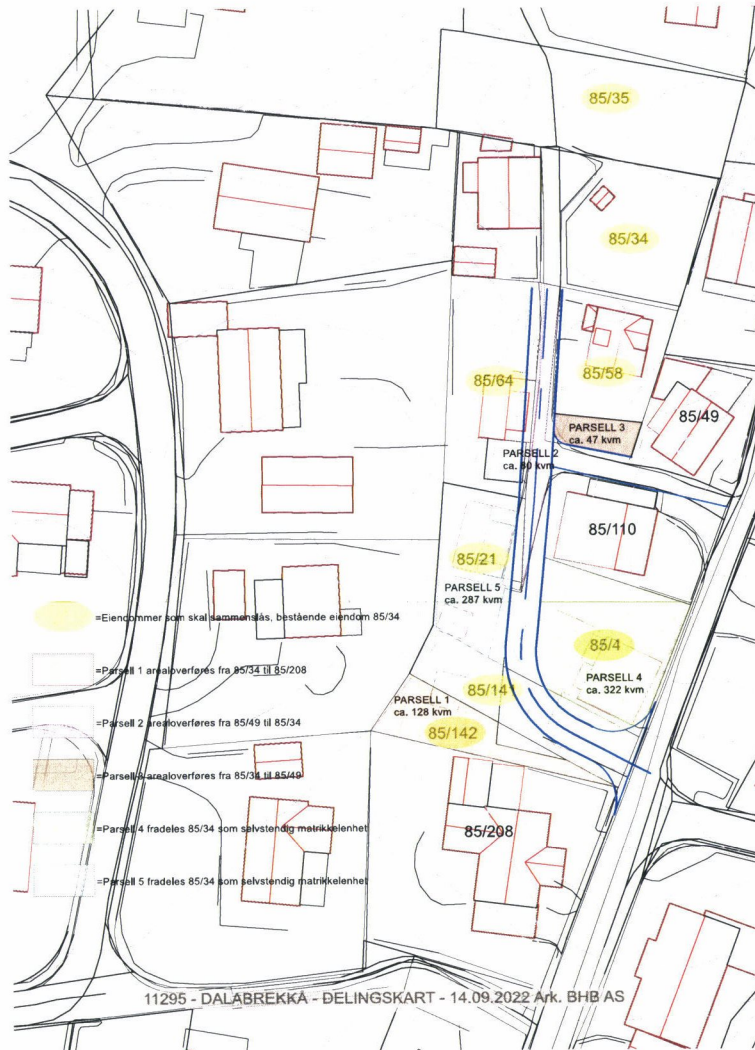 85/35
85/34
85/64
85/58
85/49
PARSELL 3
ca. 47 kvm
PARSELL 2
ca. 80 kvm
85/110
85/21
PARSELL 5
ca. 287 kvm
=Eiendommer som skal sammenslås, bestående eiendom 85/34
85/4
PARSELL 4
ca. 322 kvm
=Parsell 1 arealoverføres fra 85/34 til 85/208
85/141
PARSELL 1
ca. 128 kvm
85/142
=Parsell 2 arealoverføres fra 85/49 til 85/34
=Parsell 3 arealoverføres fra 85/34 til 85/49
=Parsell 4 fradeles 85/34 som selvstendig matrikkelenhet
85/208
=Parsell 5 fradeles 85/34 som selvstendig matrikkelenhet
11295 - DALABREKKA - DELINGSKART - 14.09.2022 Ark. BHB AS